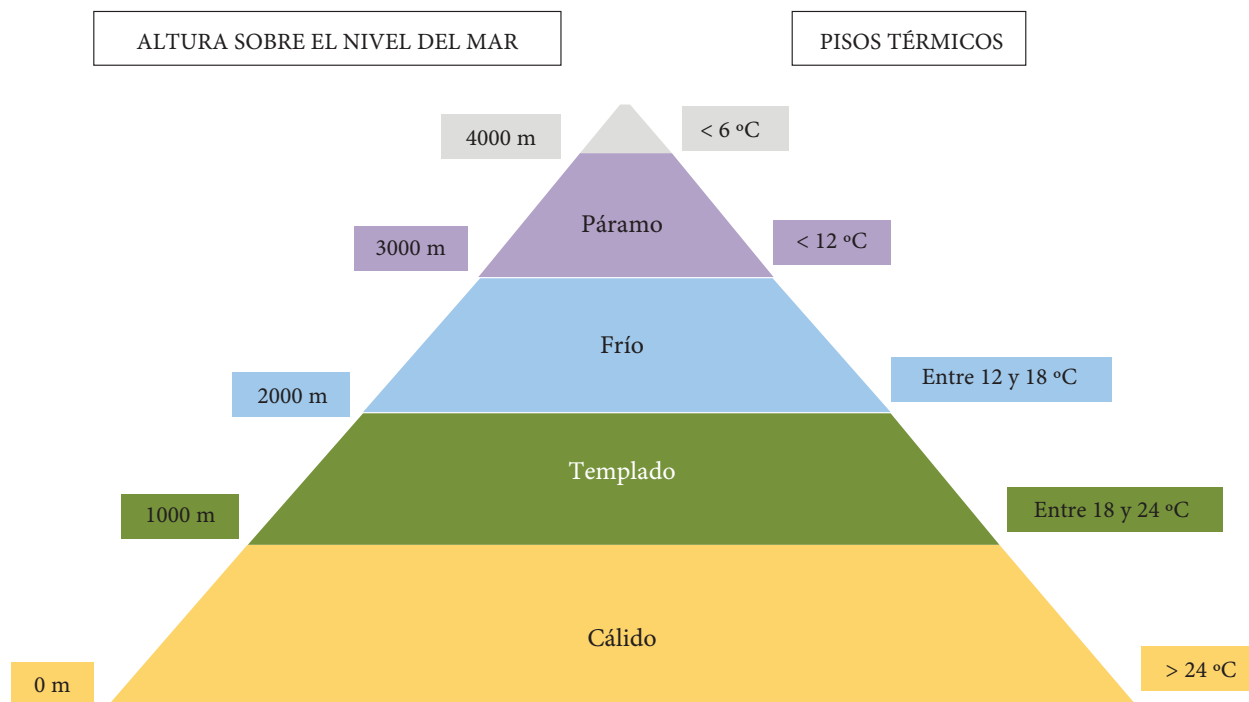 ALTURA SOBRE EL NIVEL DEL MAR
PISOS TÉRMICOS
4000 m
< 6 ºC
Páramo
3000 m
< 12 ºC
Frío
2000 m
Entre 12 y 18 ºC
Templado
1000 m
Entre 18 y 24 ºC
Cálido
0 m
> 24 ºC